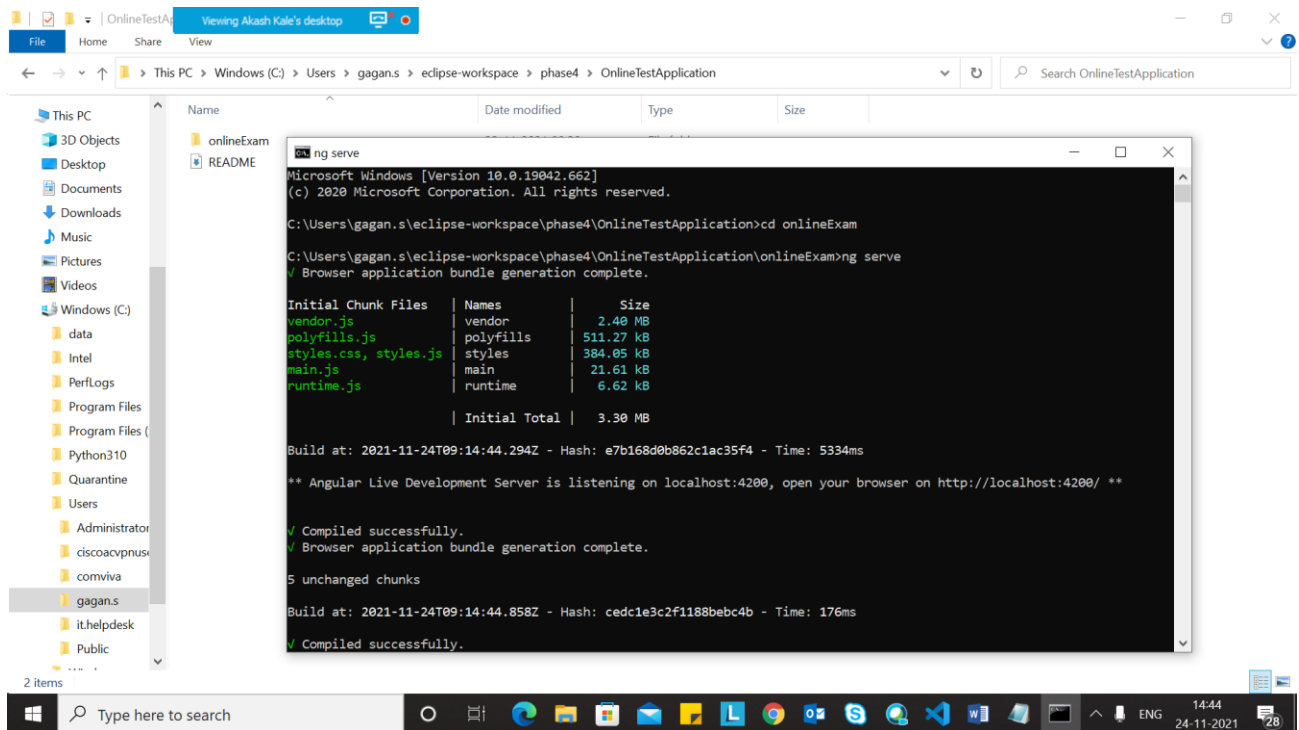 OnlineTestAp
Viewing Akash Kale's desktop
File Home Share View
This PC > Windows (C:) > Users > gagan.s > eclipse-workspace > phase4 > OnlineTestApplication
Search OnlineTestApplication
Name Date modified Type Size
This PC
3D Objects
Desktop
Documents
Downloads
Music
Pictures
Videos
Windows (C:)
data
Intel
PerfLogs
Program Files
Program Files (
Python310
Quarantine
Users
Administrator
ciscoacvpnuse
comviva
gagan.s
it.helpdesk
Public
onlineExam
README
ng serve
Microsoft Windows [Version 10.0.19042.662]
(c) 2020 Microsoft Corporation. All rights reserved.
C:\Users\gagan.s\eclipse-workspace\phase4\OnlineTestApplication>cd onlineExam
C:\Users\gagan.s\eclipse-workspace\phase4\OnlineTestApplication\onlineExam>ng serve
√ Browser application bundle generation complete.
Initial Chunk Files | Names | Size
vendor.js | vendor | 2.40 MB
polyfills.js | polyfills | 511.27 kB
styles.css, styles.js | styles | 384.05 kB
main.js | main | 21.61 kB
runtime.js | runtime | 6.62 kB
| Initial Total | 3.30 MB
Build at: 2021-11-24T09:14:44.294Z - Hash: e7b168d0b862c1ac35f4 - Time: 5334ms
** Angular Live Development Server is listening on localhost:4200, open your browser on http://localhost:4200/ **
√ Compiled successfully.
√ Browser application bundle generation complete.
5 unchanged chunks
Build at: 2021-11-24T09:14:44.858Z - Hash: cedc1e3c2f1188bebc4b - Time: 176ms
√ Compiled successfully.
2 items
Type here to search
ENG
14:44
24-11-2021
28